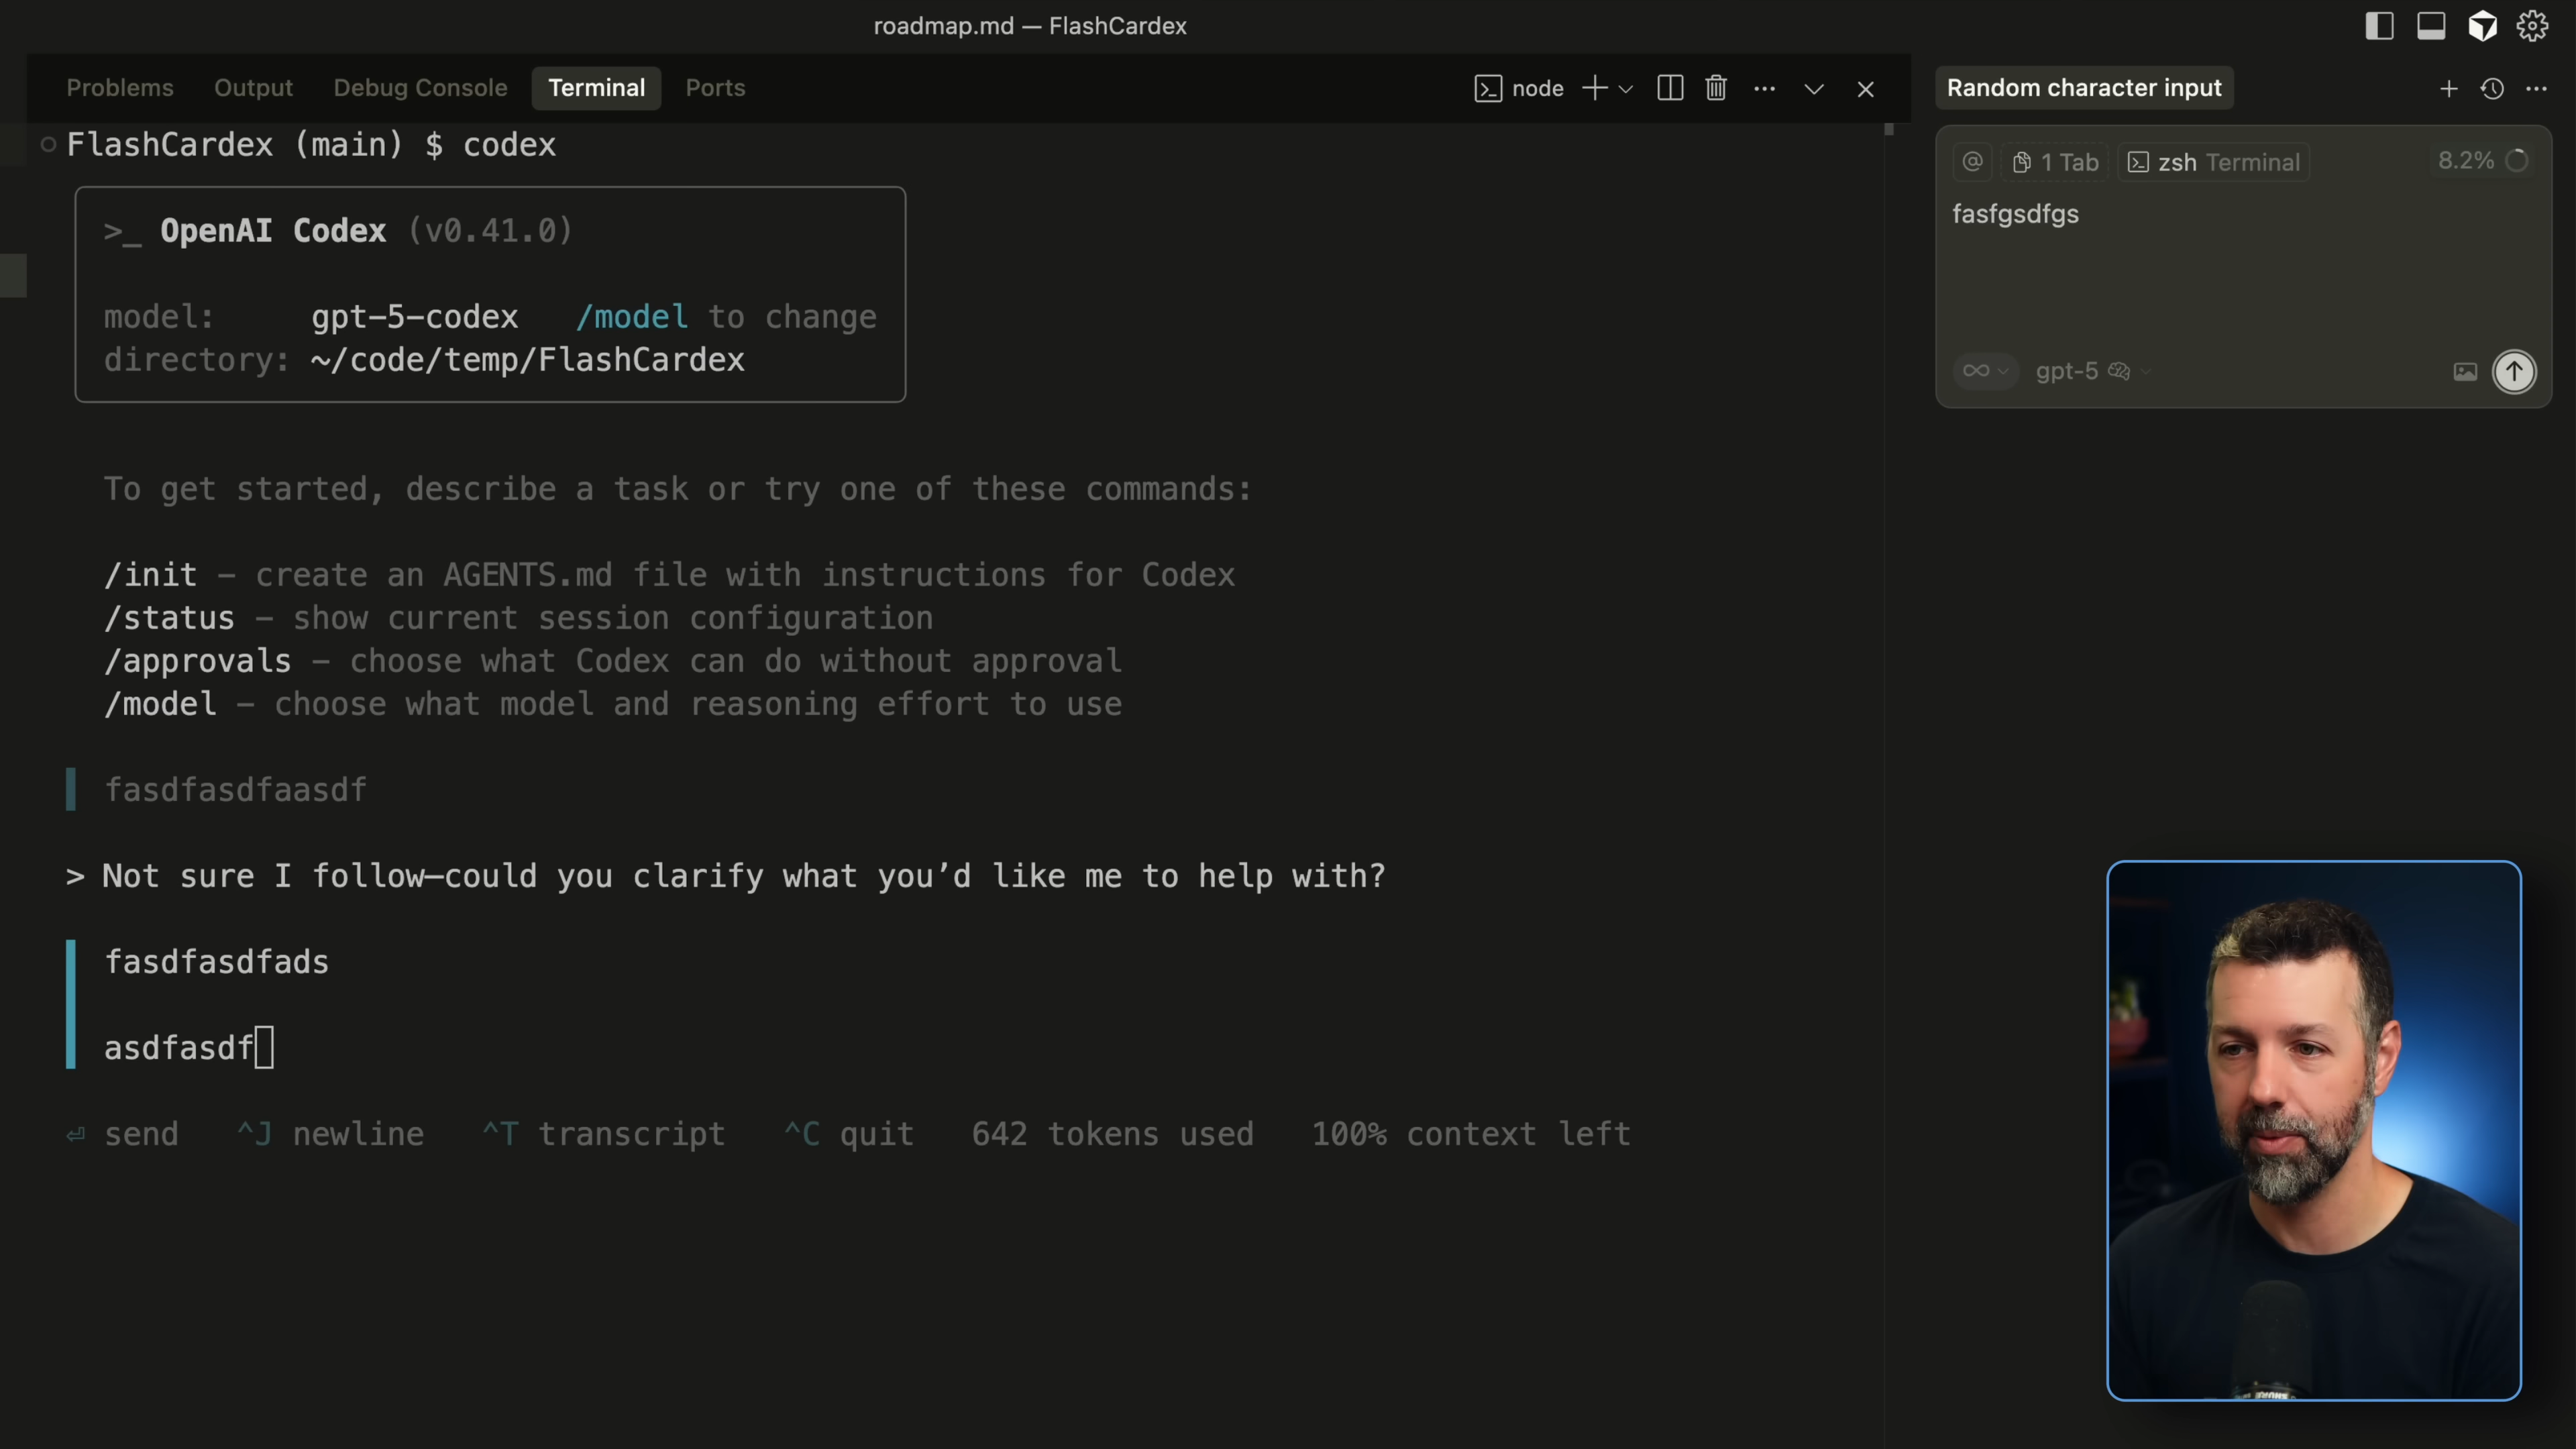 roadmap.md — FlashCardex
Problems Output Debug Console Terminal Ports
node
FlashCardex (main) $ codex
>_ OpenAI Codex (v0.41.0)
model: gpt-5-codex /model to change
directory: ~/code/temp/FlashCardex
To get started, describe a task or try one of these commands:
/init - create an AGENTS.md file with instructions for Codex
/status - show current session configuration
/approvals - choose what Codex can do without approval
/model - choose what model and reasoning effort to use
fasdfasdfaasdf
> Not sure I follow—could you clarify what you’d like me to help with?
fasdfasdfads
asdfasdf
⏎ send ^J newline ^T transcript ^C quit 642 tokens used 100% context left
Random character input
@ 1 Tab zsh Terminal 8.2%
fasfgsdfgs
gpt-5